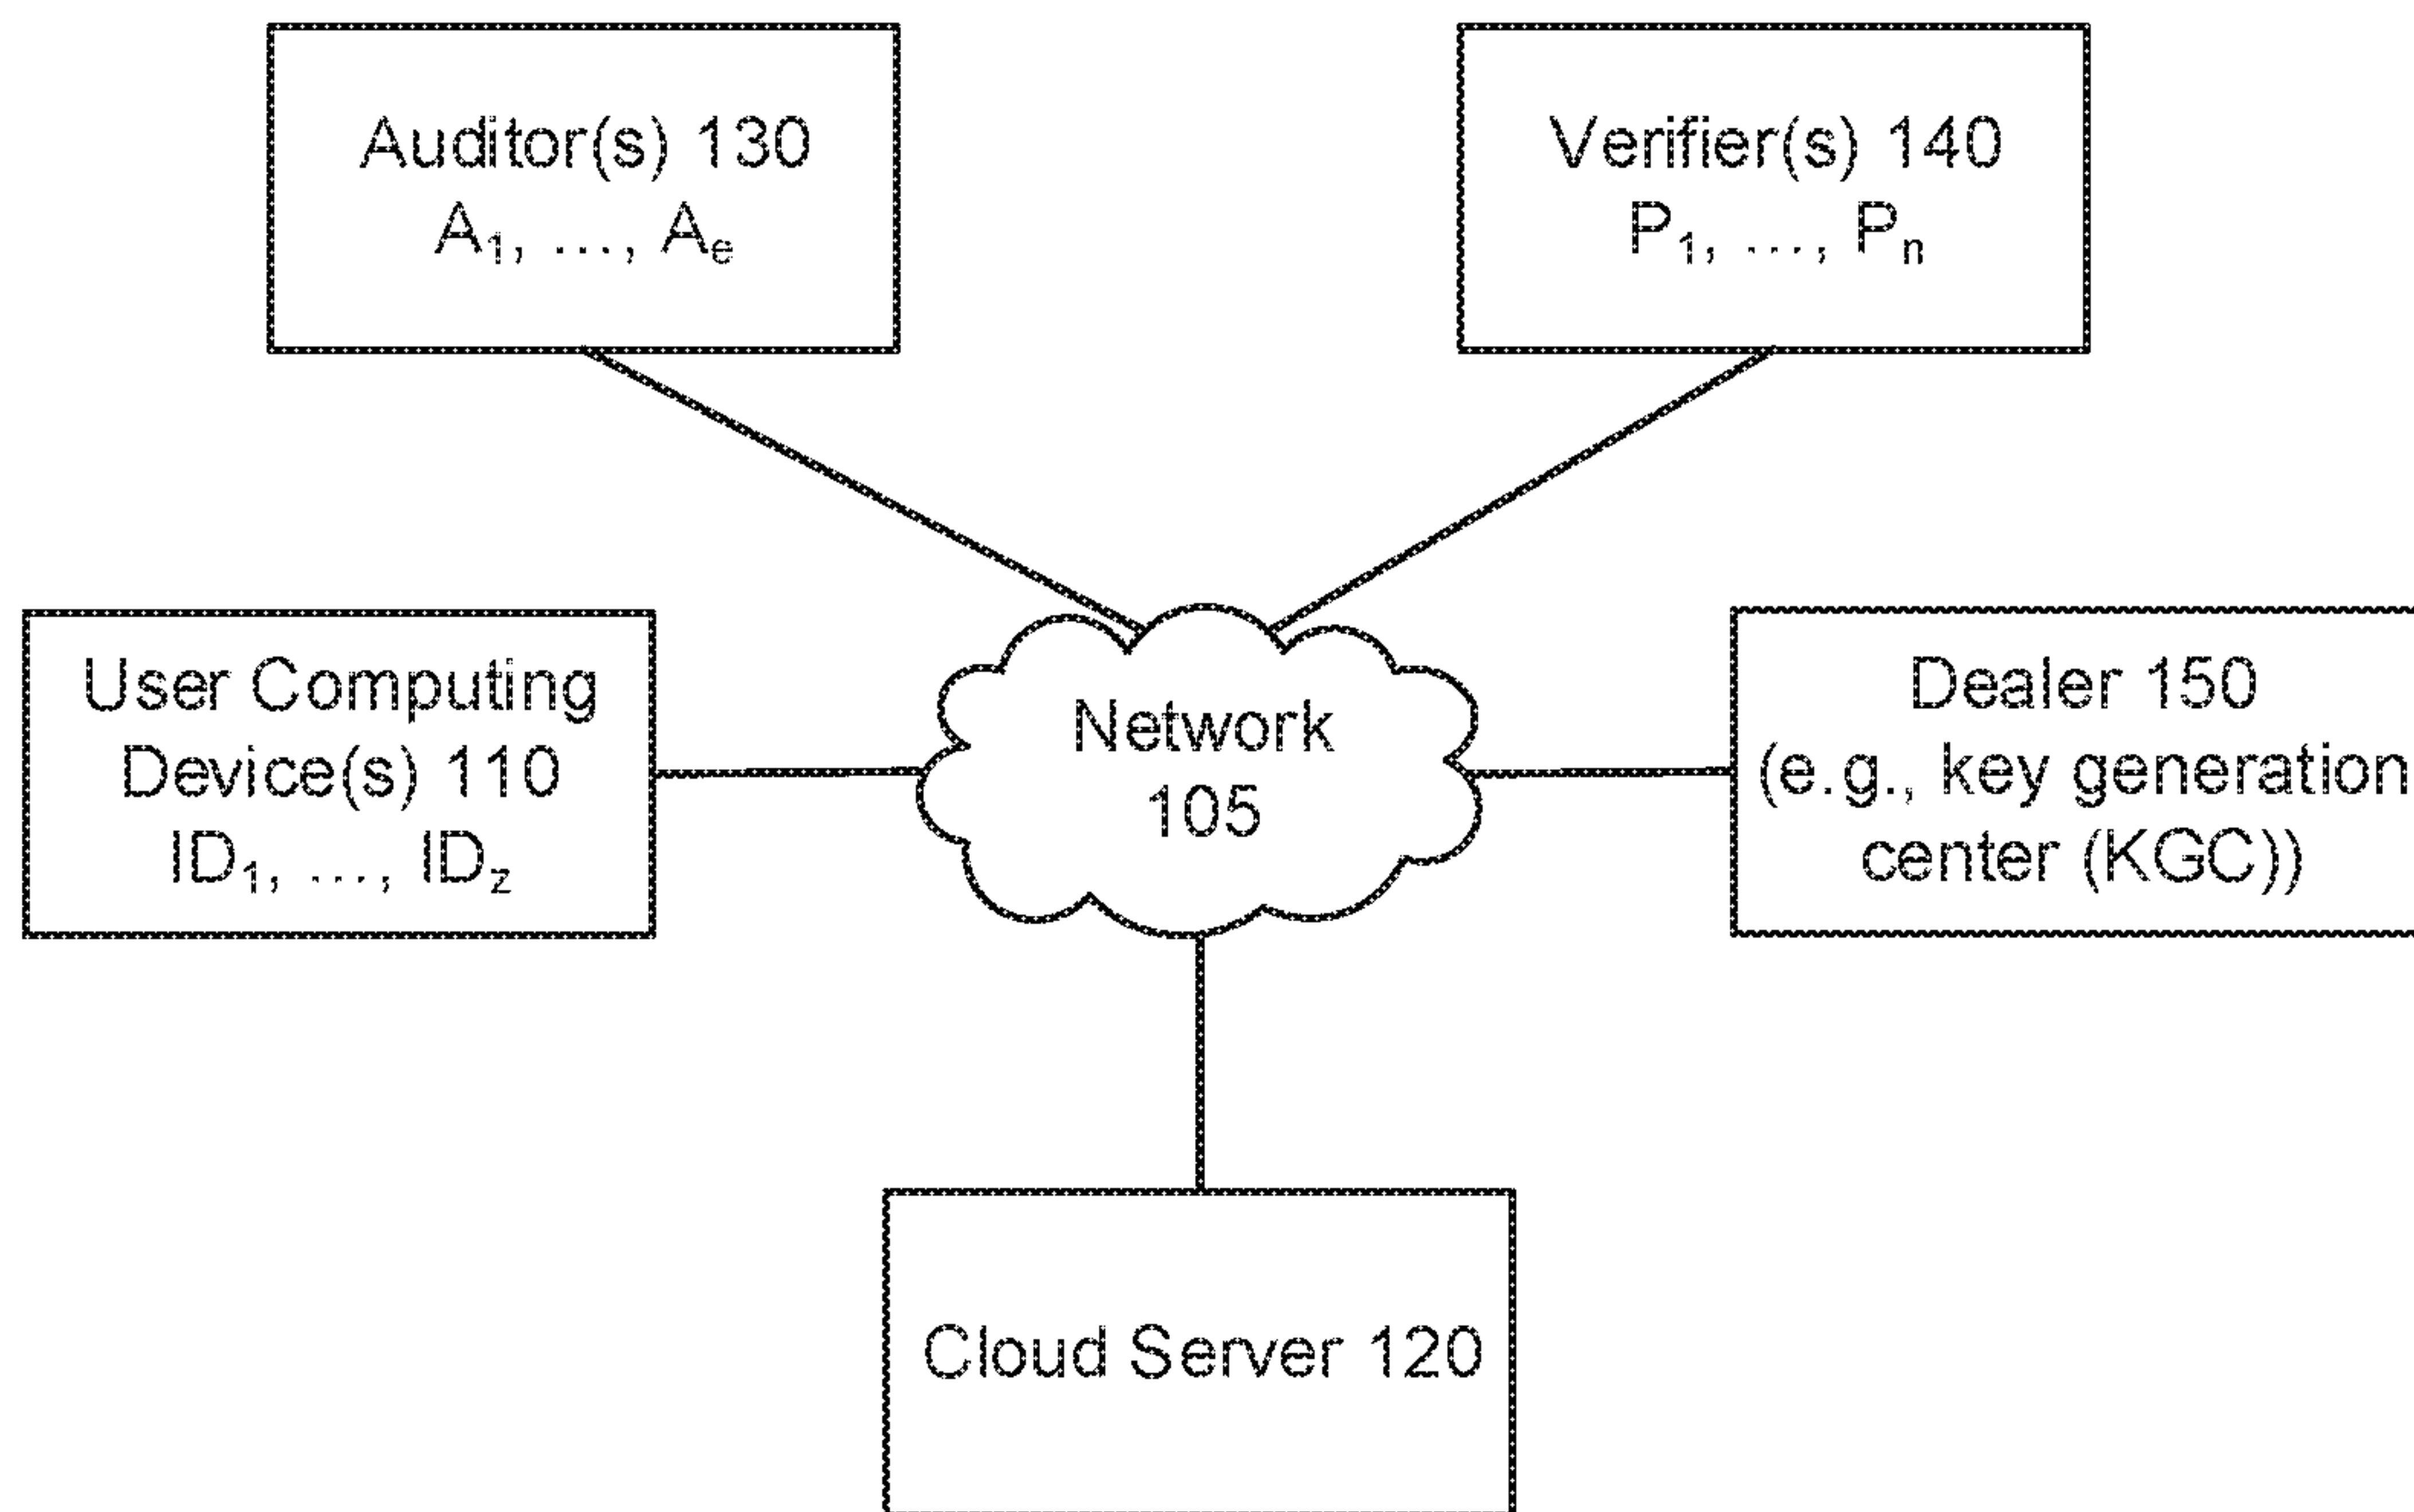 Auditor(s) 130
A₁, ..., Aₑ
Verifier(s) 140
P₁, ..., Pₙ
User Computing
Device(s) 110
ID₁, ..., ID_z
Network
105
Dealer 150
(e.g., key generation
center (KGC))
Cloud Server 120